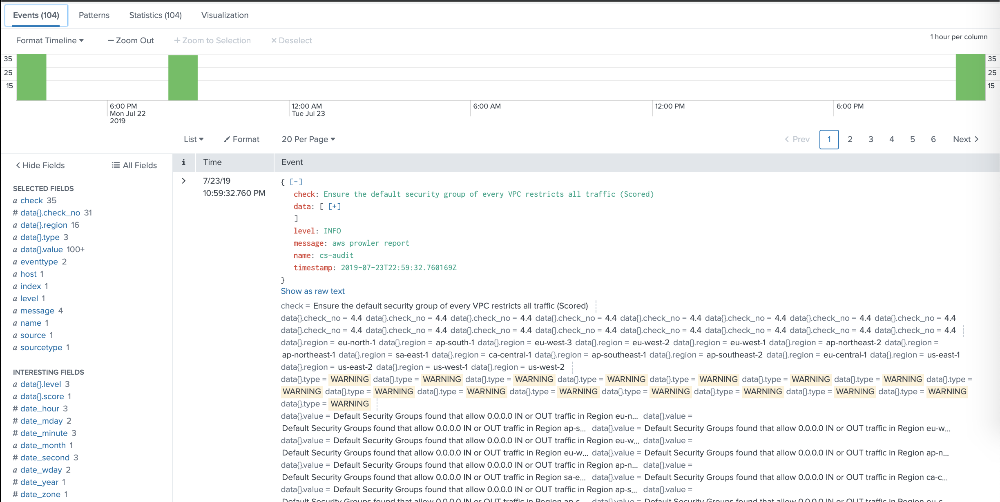 Events (104) Patterns Statistics (104) Visualization
Format Timeline — Zoom Out + Zoom to Selection × Deselect 1 hour per column
35 35
25 25
15 15
6:00 PM 12:00 AM 6:00 AM 12:00 PM 6:00 PM
Mon Jul 22 Tue Jul 23
2019
List Format 20 Per Page < Prev 1 2 3 4 5 6 Next >
< Hide Fields All Fields
i Time Event
SELECTED FIELDS
a check 35
# data{}.check_no 31
a data{}.region 16
a data{}.type 3
a data{}.value 100+
a eventtype 2
a host 1
a index 1
a level 1
a message 4
a name 1
a source 1
a sourcetype 1
INTERESTING FIELDS
a data{}.level 3
a data{}.score 1
# date_hour 3
# date_mday 2
# date_minute 3
a date_month 1
# date_second 3
a date_wday 2
# date_year 1
# date_zone 1
> 7/23/19
10:59:32.760 PM
{ [-]
check: Ensure the default security group of every VPC restricts all traffic (Scored)
data: [ [+]
]
level: INFO
message: aws prowler report
name: cs-audit
timestamp: 2019-07-23T22:59:32.760169Z
}
Show as raw text
check = Ensure the default security group of every VPC restricts all traffic (Scored)
data{}.check_no = 4.4 data{}.check_no = 4.4 data{}.check_no = 4.4 data{}.check_no = 4.4 data{}.check_no = 4.4 data{}.check_no = 4.4 data{}.check_no = 4.4 data{}.check_no = 4.4
data{}.check_no = 4.4 data{}.check_no = 4.4 data{}.check_no = 4.4 data{}.check_no = 4.4 data{}.check_no = 4.4 data{}.check_no = 4.4 data{}.check_no = 4.4 data{}.check_no = 4.4
data{}.region = eu-north-1 data{}.region = ap-south-1 data{}.region = eu-west-3 data{}.region = eu-west-2 data{}.region = eu-west-1 data{}.region = ap-northeast-2 data{}.region =
ap-northeast-1 data{}.region = sa-east-1 data{}.region = ca-central-1 data{}.region = ap-southeast-1 data{}.region = ap-southeast-2 data{}.region = eu-central-1 data{}.region = us-east-1
data{}.region = us-east-2 data{}.region = us-west-1 data{}.region = us-west-2
data{}.type = WARNING data{}.type = WARNING data{}.type = WARNING data{}.type = WARNING data{}.type = WARNING data{}.type = WARNING data{}.type = WARNING data{}.type =
WARNING data{}.type = WARNING data{}.type = WARNING data{}.type = WARNING data{}.type = WARNING data{}.type = WARNING data{}.type = WARNING data{}.type = WARNING
data{}.type = WARNING
data{}.value = Default Security Groups found that allow 0.0.0.0 IN or OUT traffic in Region eu-n... data{}.value =
Default Security Groups found that allow 0.0.0.0 IN or OUT traffic in Region ap-s... data{}.value = Default Security Groups found that allow 0.0.0.0 IN or OUT traffic in Region eu-w...
data{}.value = Default Security Groups found that allow 0.0.0.0 IN or OUT traffic in Region eu-w... data{}.value =
Default Security Groups found that allow 0.0.0.0 IN or OUT traffic in Region eu-w... data{}.value = Default Security Groups found that allow 0.0.0.0 IN or OUT traffic in Region ap-n...
data{}.value = Default Security Groups found that allow 0.0.0.0 IN or OUT traffic in Region ap-n... data{}.value =
Default Security Groups found that allow 0.0.0.0 IN or OUT traffic in Region sa-e... data{}.value = Default Security Groups found that allow 0.0.0.0 IN or OUT traffic in Region ca-c...
data{}.value = Default Security Groups found that allow 0.0.0.0 IN or OUT traffic in Region ap-s... data{}.value =
Default Security Groups found that allow 0.0.0.0 IN or OUT traffic in Region ap-s... data{}.value = Default Security Groups found that allow 0.0.0.0 IN or OUT traffic in Region eu-c...